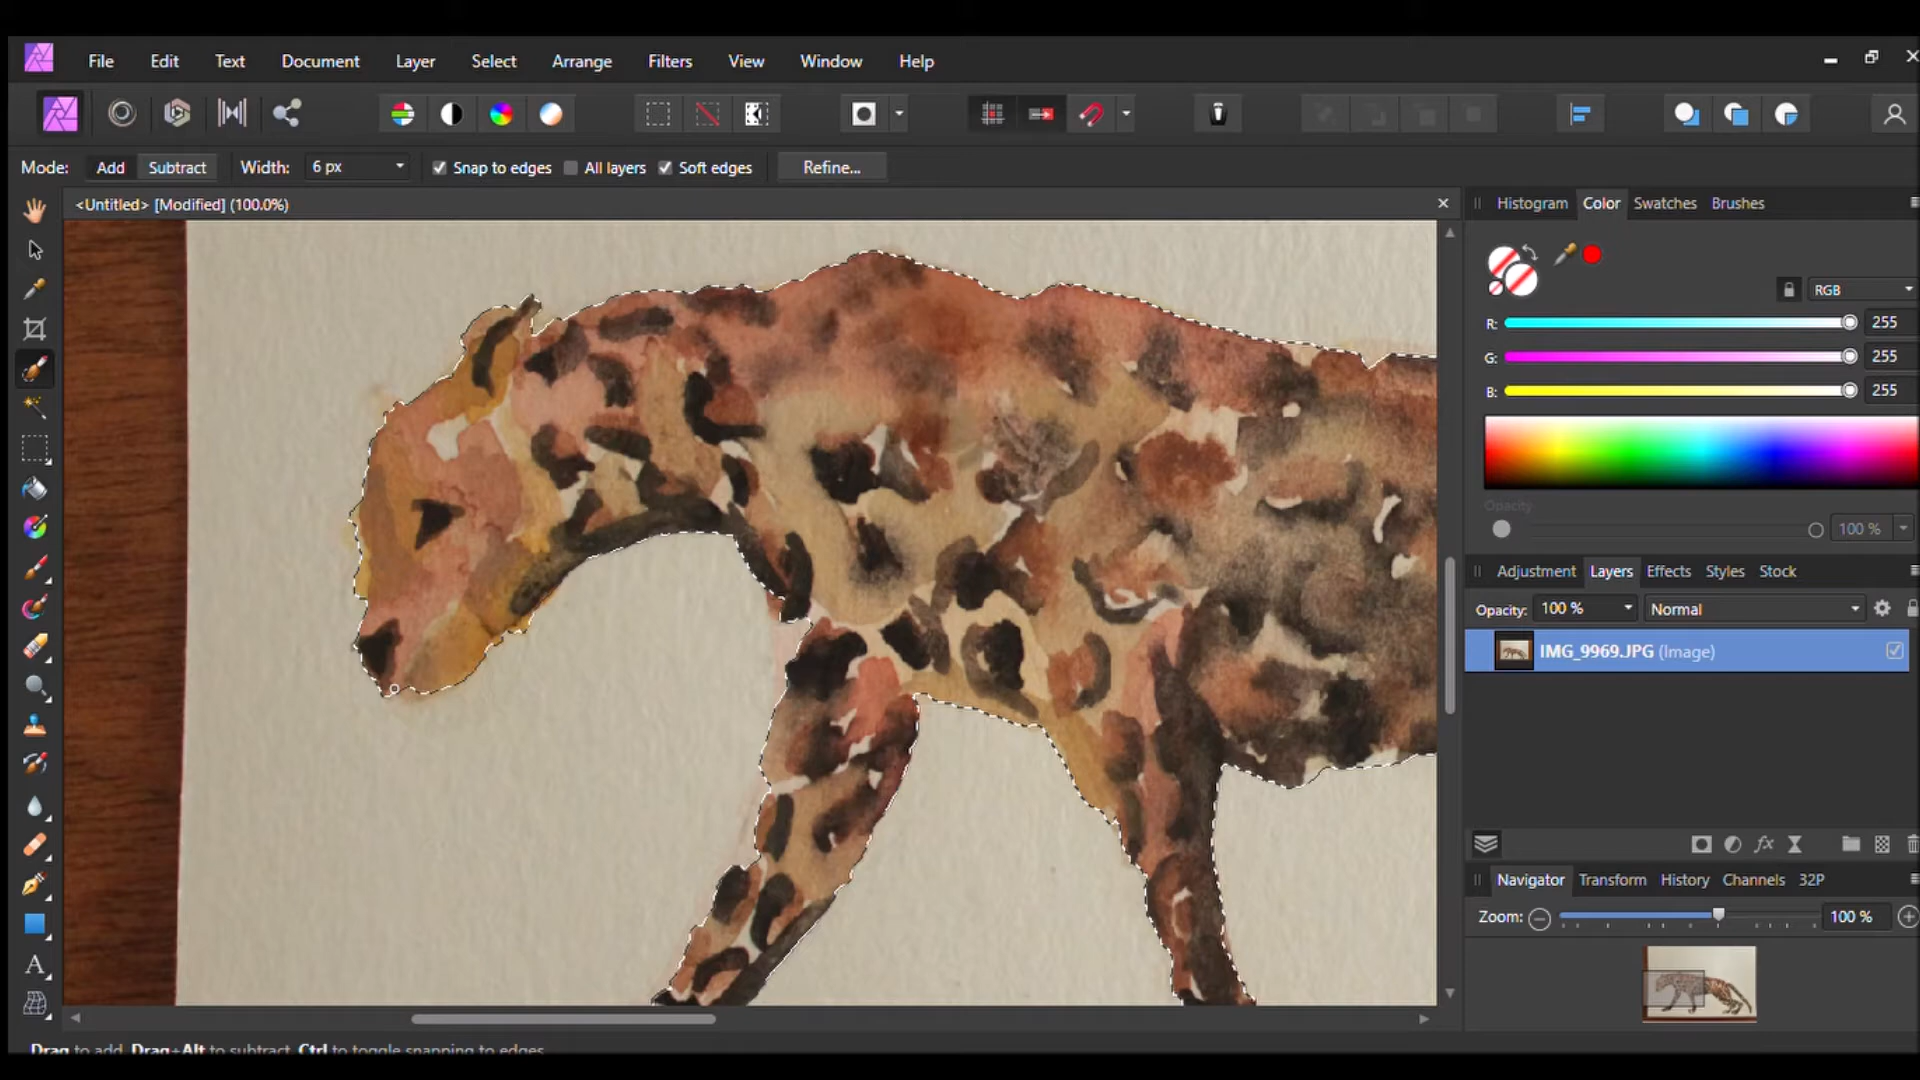 File Edit Text Document Layer Select Arrange Filters View Window Help
Mode: Add Subtract Width: 6 px Snap to edges All layers Soft edges Refine...
<Untitled> [Modified] (100.0%)
Histogram Color Swatches Brushes
RGB
R: 255
G: 255
B: 255
Opacity
100 %
Adjustment Layers Effects Styles Stock
Opacity: 100 % Normal
IMG_9969.JPG (Image)
fx
Navigator Transform History Channels 32P
Zoom: 100 %
A
Drag to add. Drag+Alt to subtract. Ctrl to toggle snapping to edges.